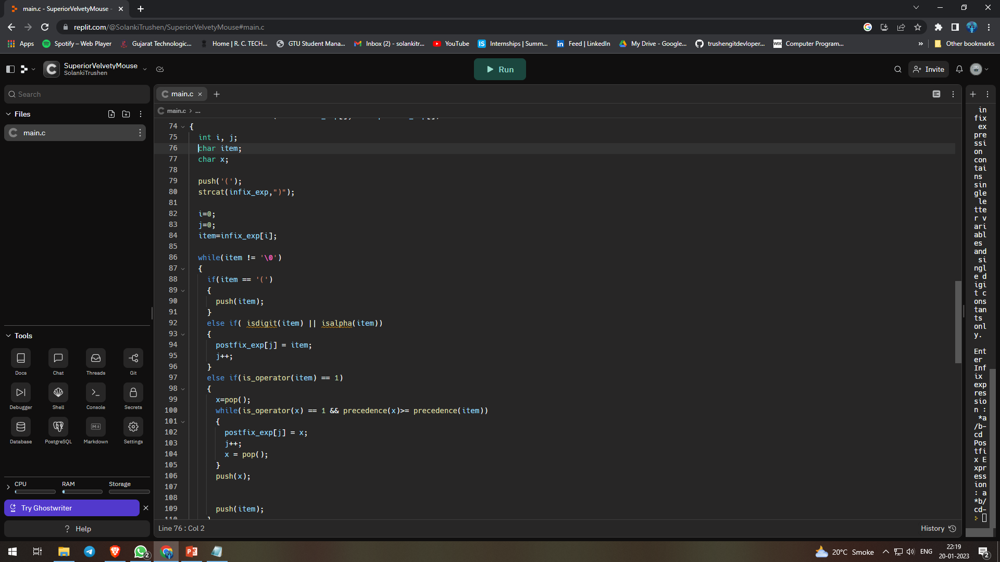 main.c - SuperiorVelvetyMouse -
replit.com/@SolankiTrushen/SuperiorVelvetyMouse#main.c
Apps
Spotify – Web Player
Gujarat Technologic...
Home | R. C. TECH...
GTU Student Mana...
Inbox (2) - solankitr...
YouTube
IS
Internships | Summ...
in
Feed | LinkedIn
My Drive - Google...
trushengitdevloper...
WIX
Computer Program...
»
Other bookmarks
SuperiorVelvetyMouse
SolankiTrushen
Run
Invite
Search
Files
main.c
main.c
main.c > ...
74 {
75 int i, j;
76 char item;
77 char x;
78
79 push('(');
80 strcat(infix_exp,")");
81
82 i=0;
83 j=0;
84 item=infix_exp[i];
85
86 while(item != '\0')
87 {
88 if(item == '(')
89 {
90 push(item);
91 }
92 else if( isdigit(item) || isalpha(item))
93 {
94 postfix_exp[j] = item;
95 j++;
96 }
97 else if(is_operator(item) == 1)
98 {
99 x=pop();
100 while(is_operator(x) == 1 && precedence(x)>= precedence(item))
101 {
102 postfix_exp[j] = x;
103 j++;
104 x = pop();
105 }
106 push(x);
107
108
109 push(item);
Line 76 : Col 2
History
in
fix
ex
pre
ssi
on
con
tai
ns
sin
gle
le
tte
r v
ari
abl
es
and
si
ngl
e d
igi
t c
ons
tan
ts
onl
y.
Ent
er
Inf
ix
exp
res
sio
n :
*a
/b-
cd
Pos
tfi
x E
xpr
ess
ion
: a
*b/
cd-
Tools
Docs
Chat
Threads
Git
Debugger
Shell
Console
Secrets
Database
PostgreSQL
Markdown
Settings
CPU
RAM
Storage
Try Ghostwriter
? Help
2
20°C Smoke
ENG
22:19
20-01-2023
2